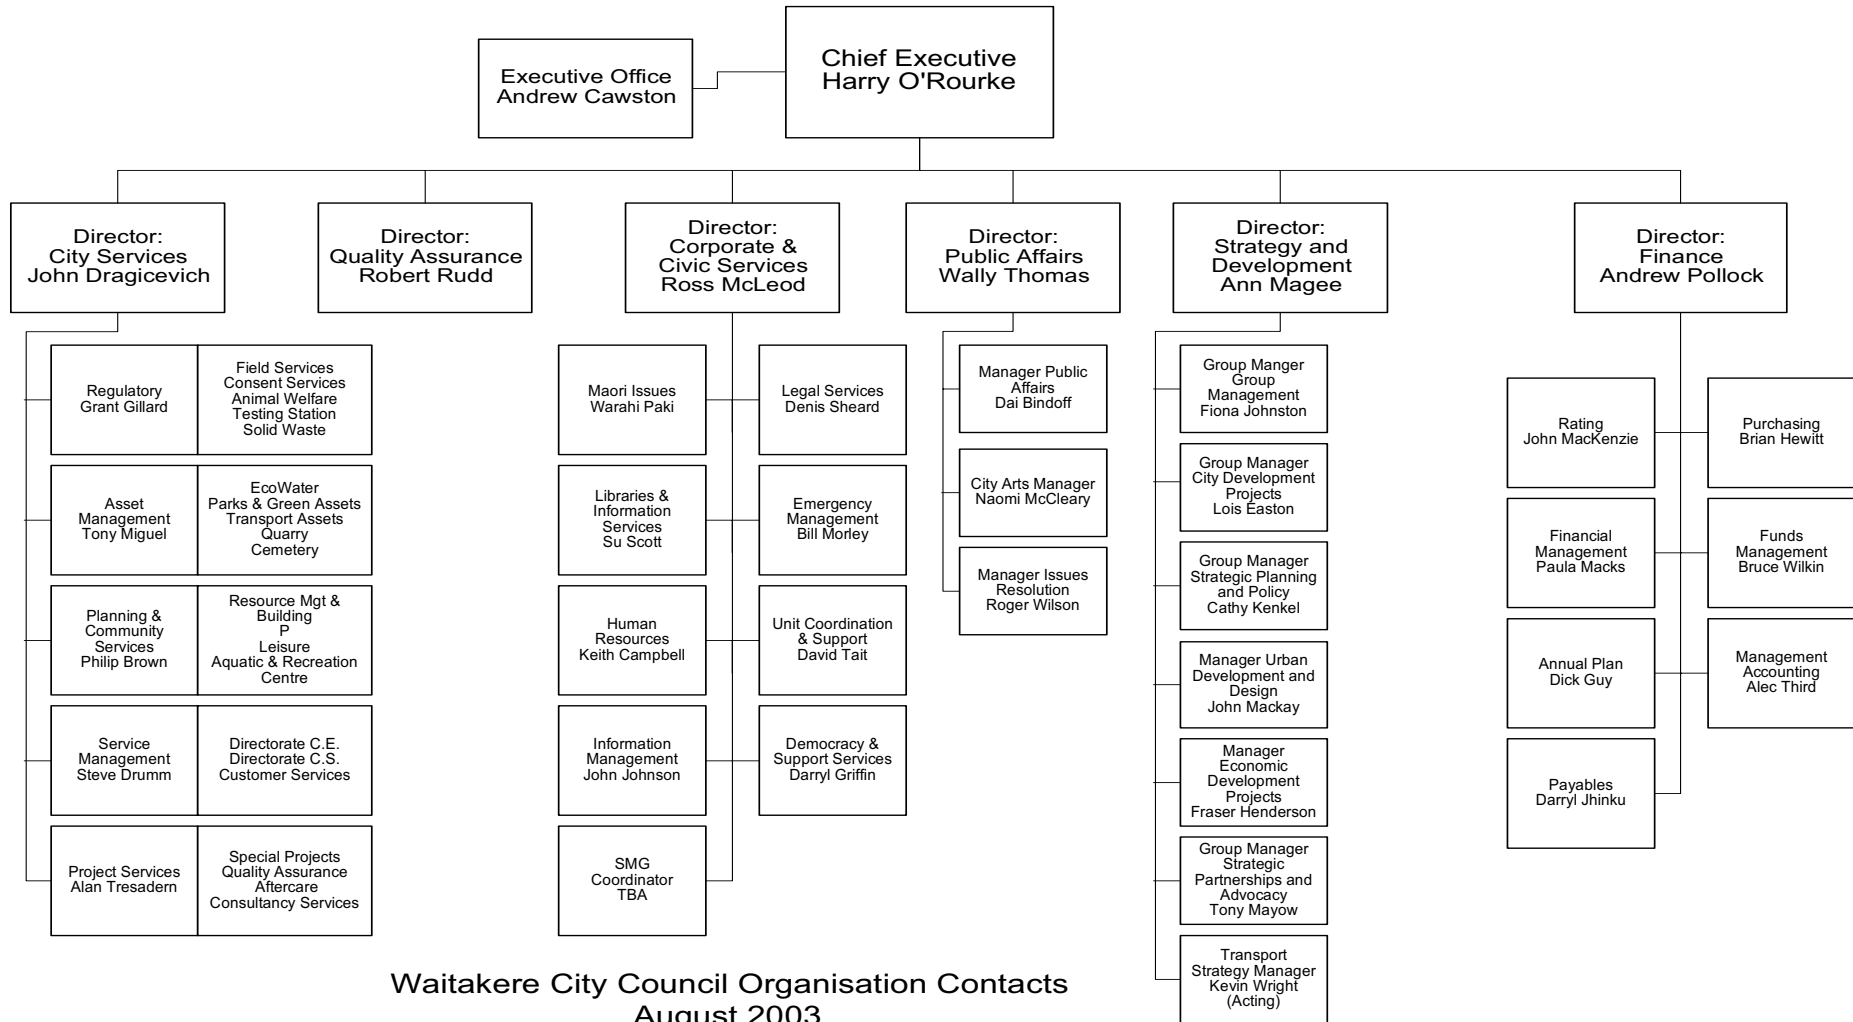 Chief Executive
Harry O'Rourke
Executive Office
Andrew Cawston
Director:
City Services
John Dragicevich
Director:
Quality Assurance
Robert Rudd
Director:
Corporate &
Civic Services
Ross McLeod
Director:
Public Affairs
Wally Thomas
Director:
Strategy and
Development
Ann Magee
Director:
Finance
Andrew Pollock
Regulatory
Grant Gillard
Field Services
Consent Services
Animal Welfare
Testing Station
Solid Waste
Asset
Management
Tony Miguel
EcoWater
Parks & Green Assets
Transport Assets
Quarry
Cemetery
Planning &
Community
Services
Philip Brown
Resource Mgt &
Building
P
Leisure
Aquatic & Recreation
Centre
Service
Management
Steve Drumm
Directorate C.E.
Directorate C.S.
Customer Services
Project Services
Alan Tresadern
Special Projects
Quality Assurance
Aftercare
Consultancy Services
Maori Issues
Warahi Paki
Legal Services
Denis Sheard
Libraries &
Information
Services
Su Scott
Emergency
Management
Bill Morley
Human
Resources
Keith Campbell
Unit Coordination
& Support
David Tait
Information
Management
John Johnson
Democracy &
Support Services
Darryl Griffin
SMG
Coordinator
TBA
Manager Public
Affairs
Dai Bindoff
City Arts Manager
Naomi McCleary
Manager Issues
Resolution
Roger Wilson
Group Manger
Group
Management
Fiona Johnston
Group Manager
City Development
Projects
Lois Easton
Group Manager
Strategic Planning
and Policy
Cathy Kenkel
Manager Urban
Development and
Design
John Mackay
Manager
Economic
Development
Projects
Fraser Henderson
Group Manager
Strategic
Partnerships and
Advocacy
Tony Mayow
Transport
Strategy Manager
Kevin Wright
(Acting)
Rating
John MacKenzie
Purchasing
Brian Hewitt
Financial
Management
Paula Macks
Funds
Management
Bruce Wilkin
Annual Plan
Dick Guy
Management
Accounting
Alec Third
Payables
Darryl Jhinku
Waitakere City Council Organisation Contacts
August 2003